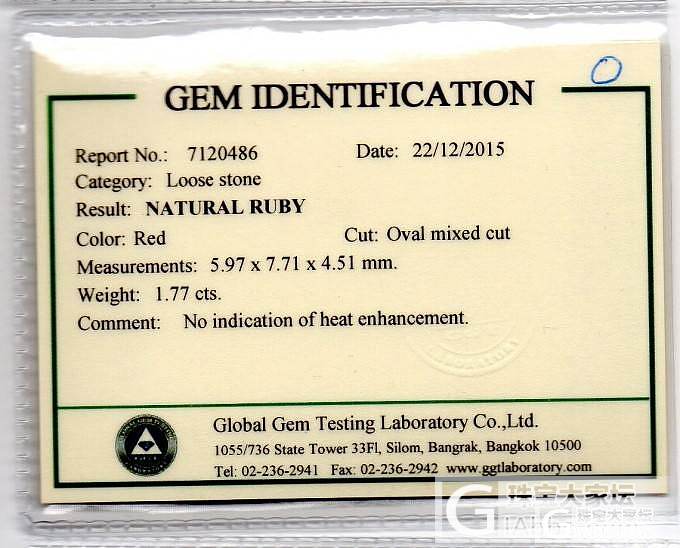 GEM IDENTIFICATION
Report No.: 7120486 Date: 22/12/2015
Category: Loose stone
Result: NATURAL RUBY
Color: Red Cut: Oval mixed cut
Measurements: 5.97 x 7.71 x 4.51 mm.
Weight: 1.77 cts.
Comment: No indication of heat enhancement.
Global Gem Testing Laboratory Co.,Ltd.
1055/736 State Tower 33Fl, Silom, Bangrak, Bangkok 10500
Tel: 02-236-2941 Fax: 02-236-2942 www.ggtlaboratory.com
珠宝大家坛